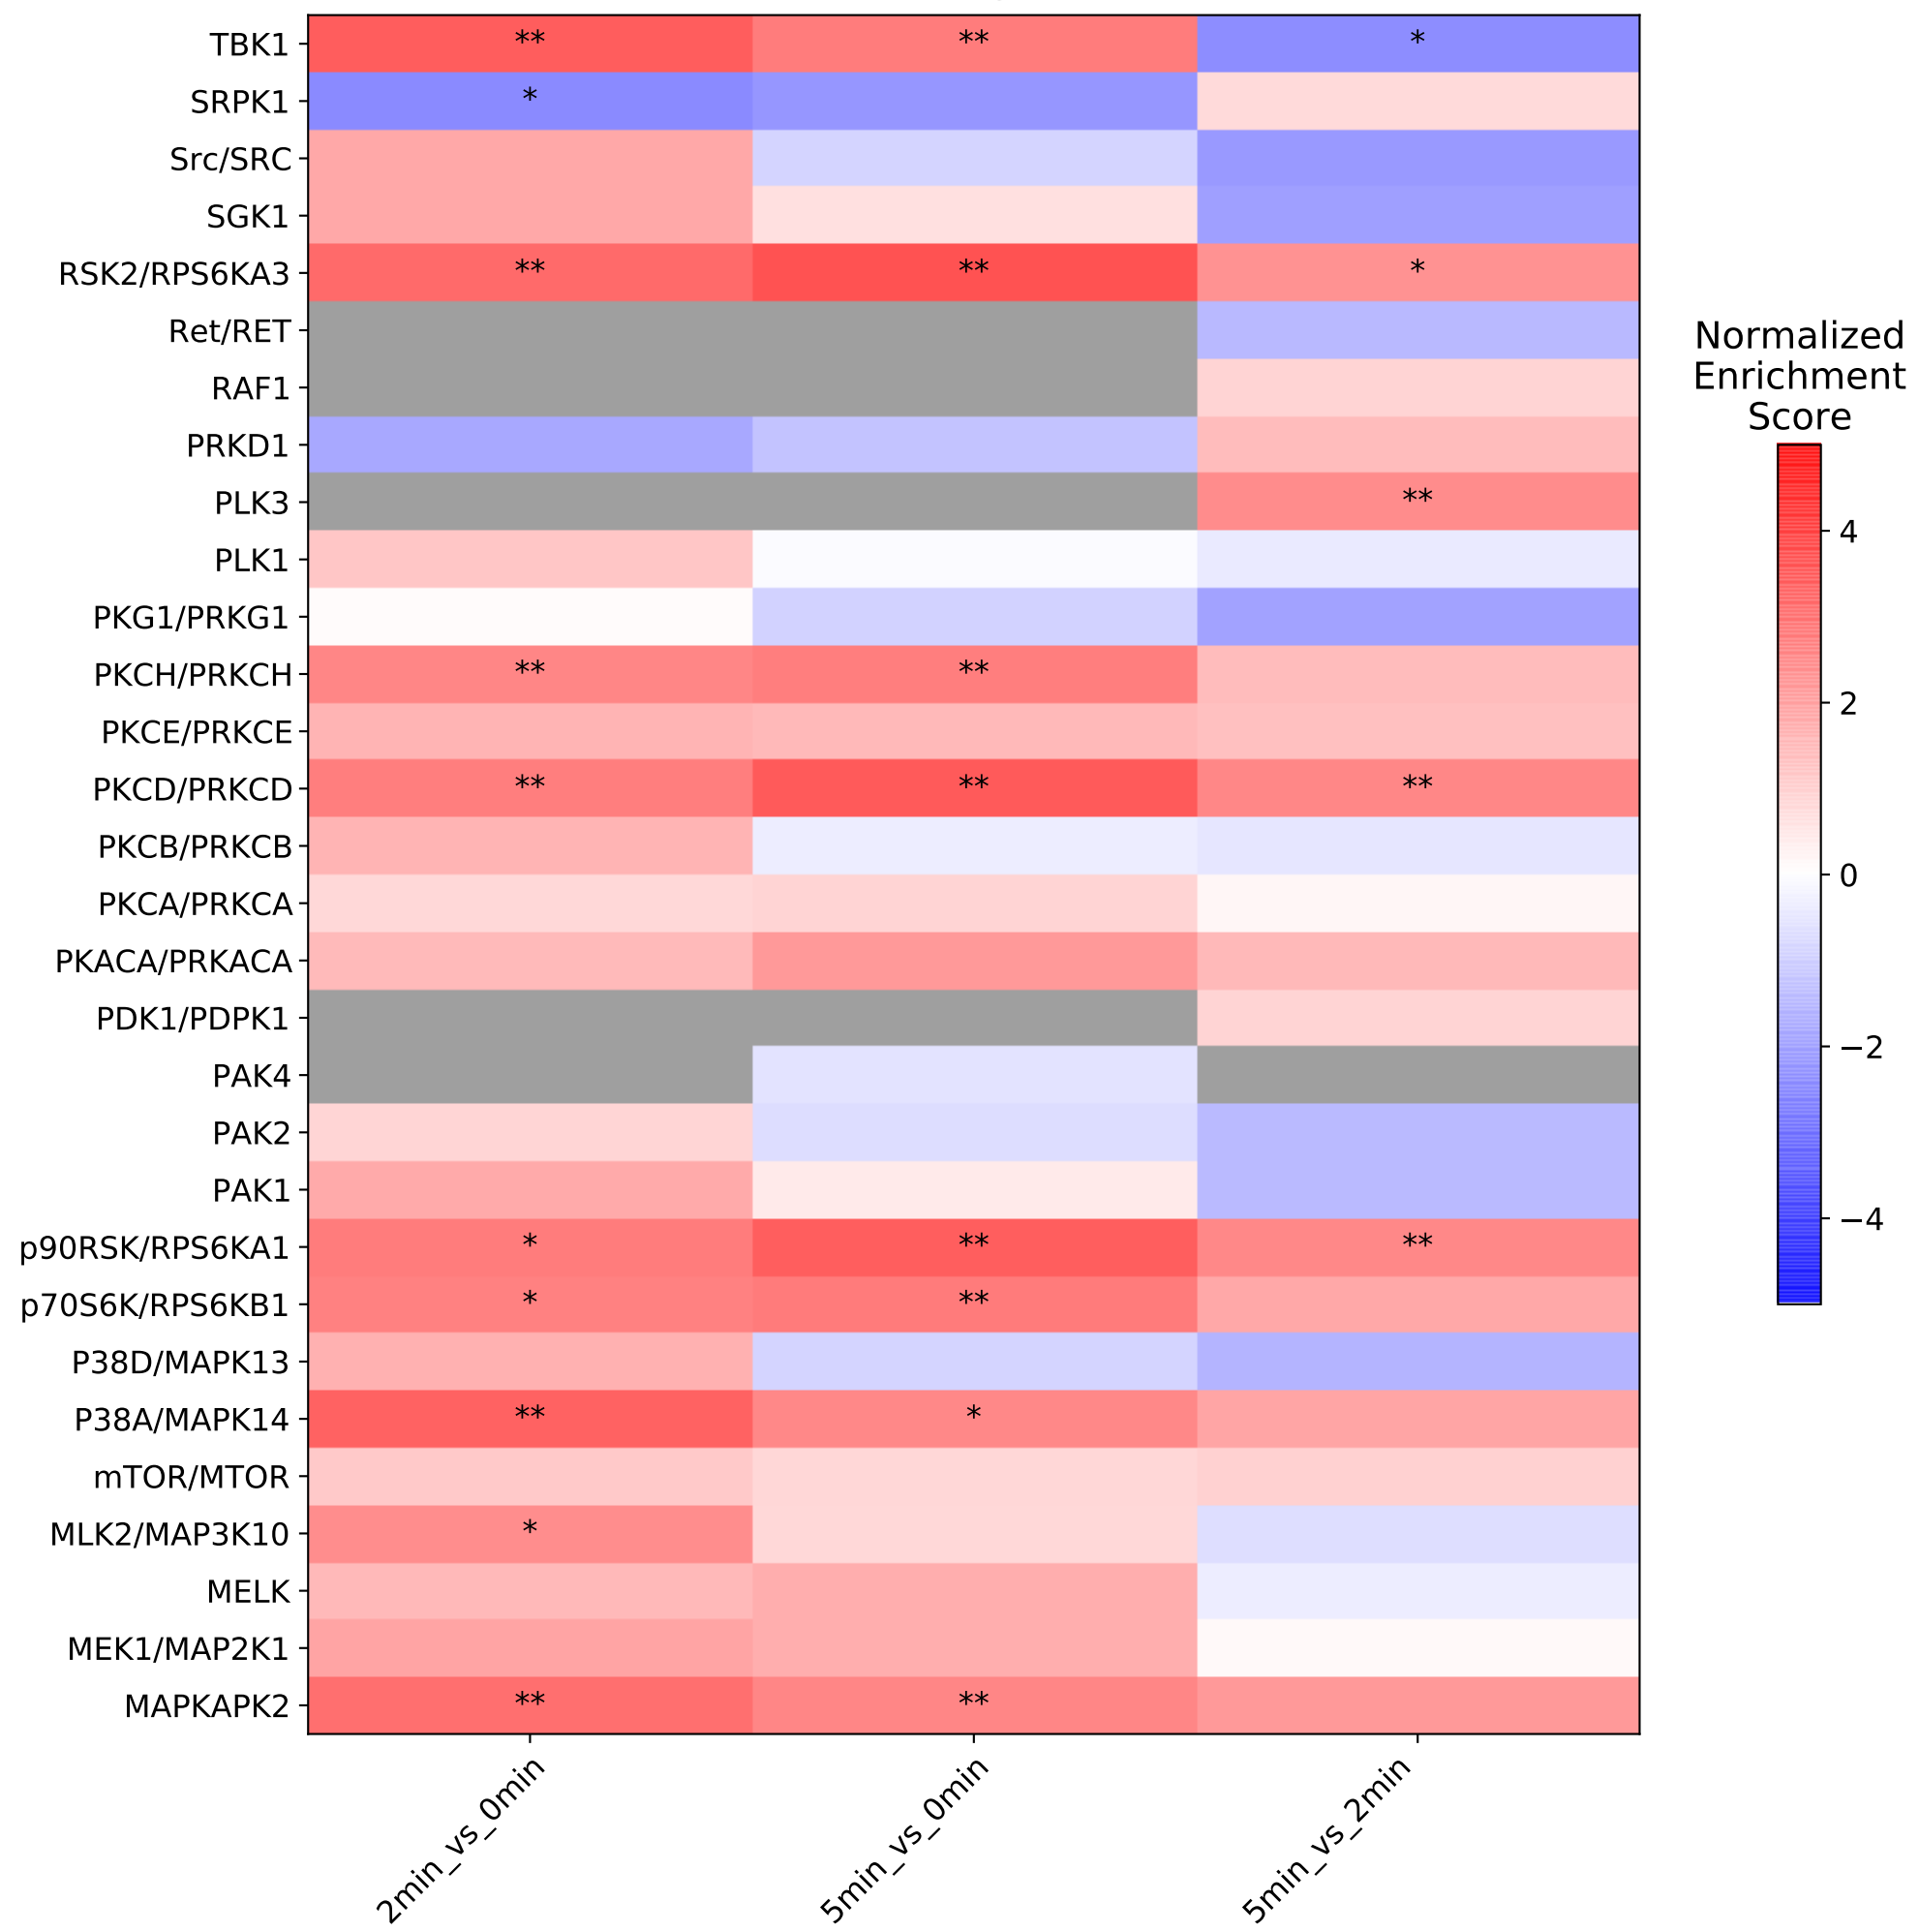 TBK1 ** ** *
SRPK1 *
Src/SRC
SGK1
RSK2/RPS6KA3 ** ** *
Ret/RET
RAF1
PRKD1
PLK3 **
PLK1
PKG1/PRKG1
PKCH/PRKCH ** **
PKCE/PRKCE
PKCD/PRKCD ** ** **
PKCB/PRKCB
PKCA/PRKCA
PKACA/PRKACA
PDK1/PDPK1
PAK4
PAK2
PAK1
p90RSK/RPS6KA1 * ** **
p70S6K/RPS6KB1 * **
P38D/MAPK13
P38A/MAPK14 ** *
mTOR/MTOR
MLK2/MAP3K10 *
MELK
MEK1/MAP2K1
MAPKAPK2 ** **
2min_vs_0min
5min_vs_0min
5min_vs_2min
Normalized
Enrichment
Score
4
2
0
−2
−4